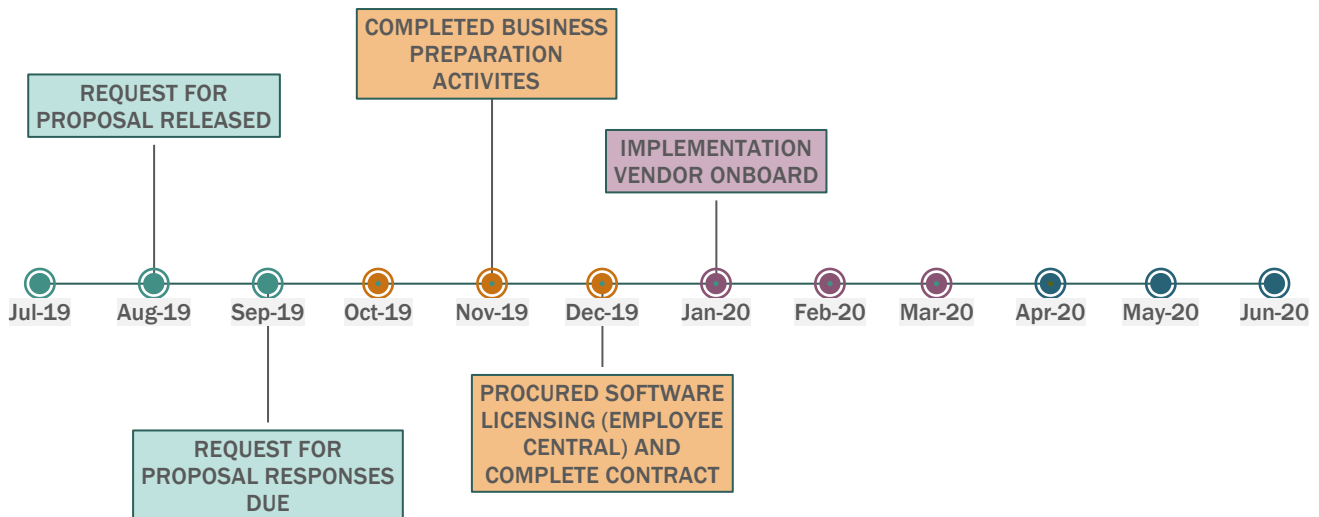 COMPLETED BUSINESS
PREPARATION
ACTIVITES
REQUEST FOR
PROPOSAL RELEASED
IMPLEMENTATION
VENDOR ONBOARD
Jul-19 Aug-19 Sep-19 Oct-19 Nov-19 Dec-19 Jan-20 Feb-20 Mar-20 Apr-20 May-20 Jun-20
PROCURED SOFTWARE
LICENSING (EMPLOYEE
CENTRAL) AND
COMPLETE CONTRACT
REQUEST FOR
PROPOSAL RESPONSES
DUE